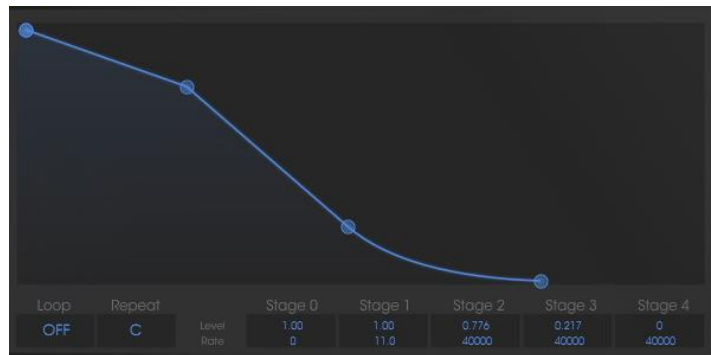 Loop Repeat Stage 0 Stage 1 Stage 2 Stage 3 Stage 4
OFF C Level 1.00 1.00 0.776 0.217 0
Rate 0 11.0 40000 40000 40000